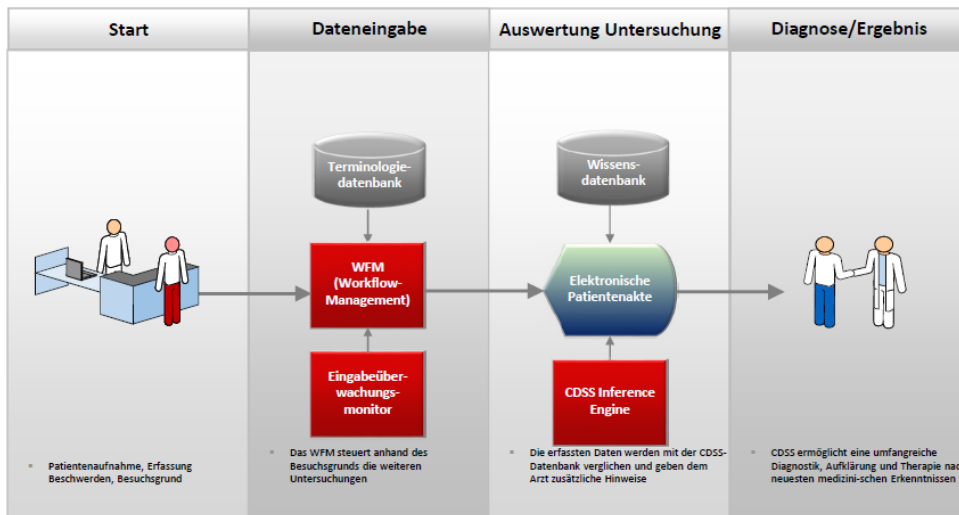 Start
Dateneingabe
Auswertung Untersuchung
Diagnose/Ergebnis
Terminologie-
datenbank
WFM
(Workflow-
Management)
Eingabeüber-
wachungs-
monitor
Wissens-
datenbank
Elektronische
Patientenakte
CDSS Inference
Engine
Patientenaufnahme, Erfassung
Beschwerden, Besuchsgrund
Das WFM steuert anhand des
Besuchsgrunds die weiteren
Untersuchungen
Die erfassten Daten werden mit der CDSS-
Datenbank verglichen und geben dem
Arzt zusätzliche Hinweise
CDSS ermöglicht eine umfangreiche
Diagnostik, Aufklärung und Therapie nac
neuesten medizini-schen Erkenntnissen